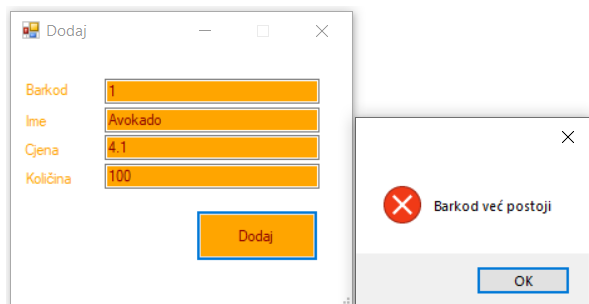 Dodaj
Barkod 1
Ime Avokado
Cjena 4.1
Količina 100
Dodaj
Barkod već postoji
OK